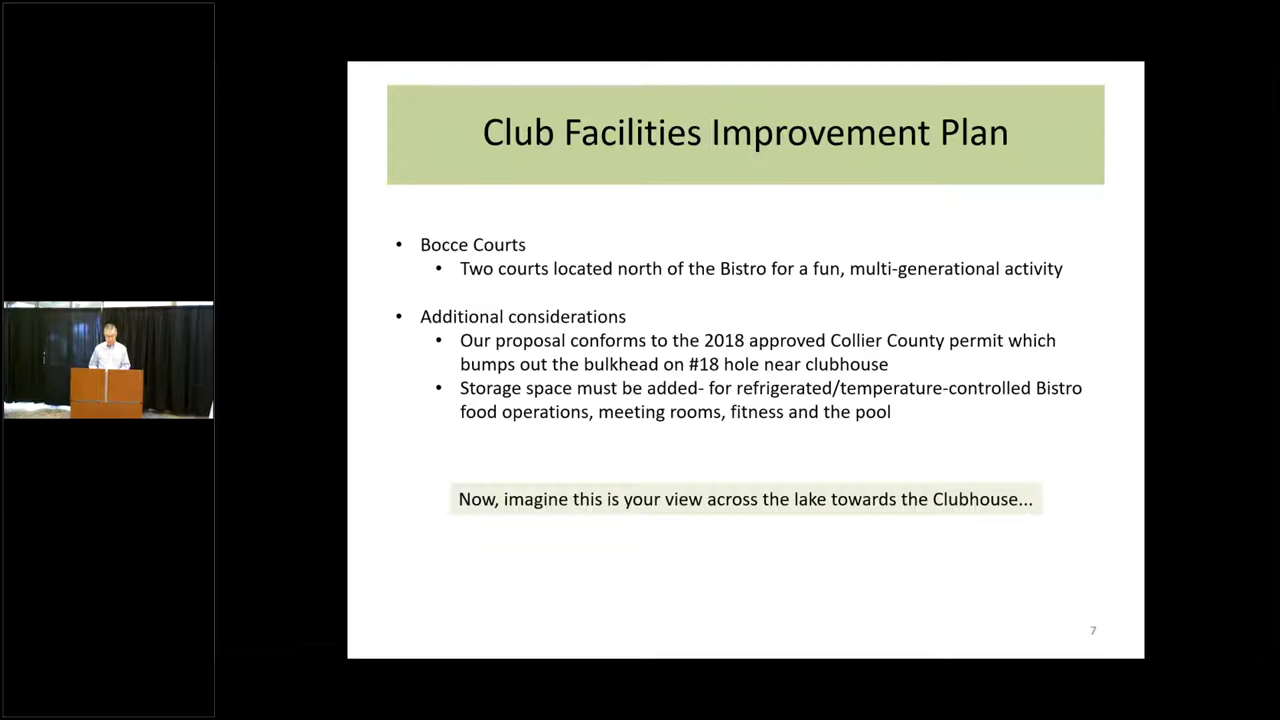 Club Facilities Improvement Plan
• Bocce Courts
• Two courts located north of the Bistro for a fun, multi-generational activity
• Additional considerations
• Our proposal conforms to the 2018 approved Collier County permit which
bumps out the bulkhead on #18 hole near clubhouse
• Storage space must be added- for refrigerated/temperature-controlled Bistro
food operations, meeting rooms, fitness and the pool
Now, imagine this is your view across the lake towards the Clubhouse...
7